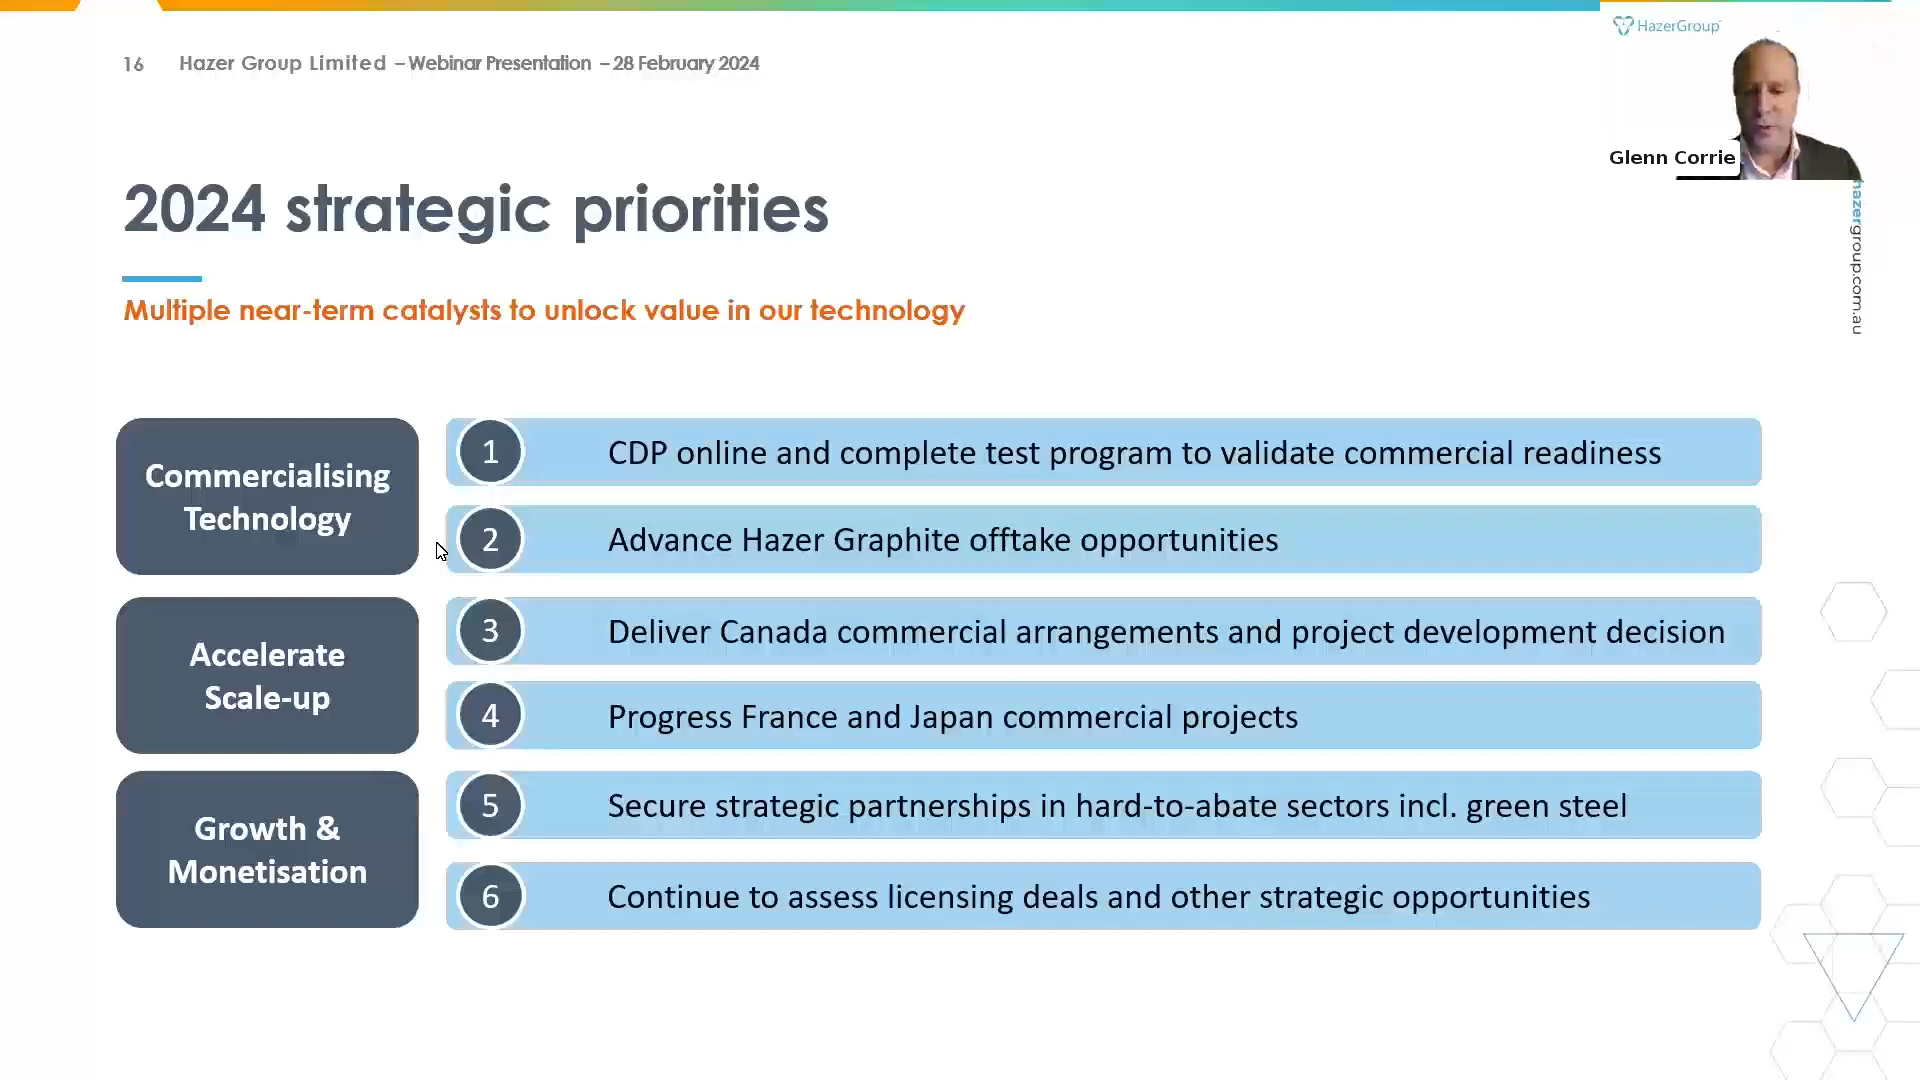 16 Hazer Group Limited – Webinar Presentation – 28 February 2024
HazerGroup
Glenn Corrie
hazergroup.com.au
2024 strategic priorities
Multiple near-term catalysts to unlock value in our technology
Commercialising
Technology
1 CDP online and complete test program to validate commercial readiness
2 Advance Hazer Graphite offtake opportunities
Accelerate
Scale-up
3 Deliver Canada commercial arrangements and project development decision
4 Progress France and Japan commercial projects
Growth &
Monetisation
5 Secure strategic partnerships in hard-to-abate sectors incl. green steel
6 Continue to assess licensing deals and other strategic opportunities